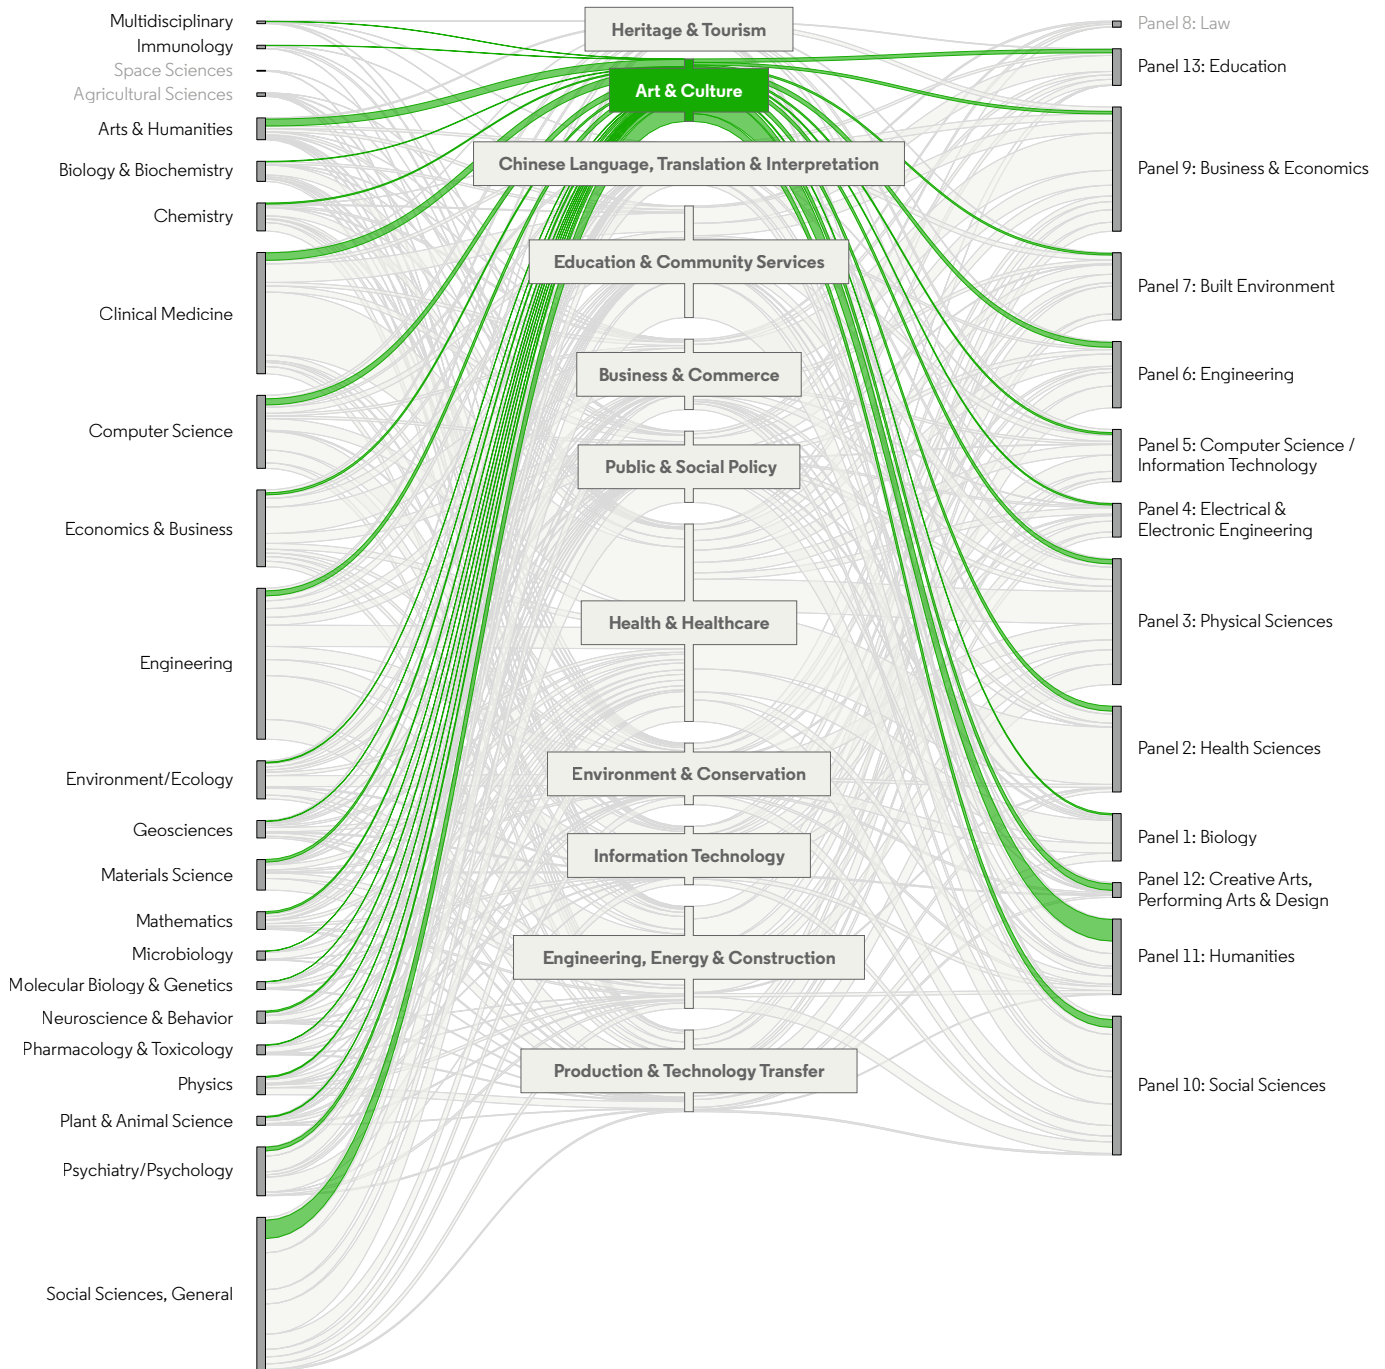 Multidisciplinary
Immunology
Space Sciences
Agricultural Sciences
Arts & Humanities
Biology & Biochemistry
Chemistry
Clinical Medicine
Computer Science
Economics & Business
Engineering
Environment/Ecology
Geosciences
Materials Science
Mathematics
Microbiology
Molecular Biology & Genetics
Neuroscience & Behavior
Pharmacology & Toxicology
Physics
Plant & Animal Science
Psychiatry/Psychology
Social Sciences, General
Heritage & Tourism
Art & Culture
Chinese Language, Translation & Interpretation
Education & Community Services
Business & Commerce
Public & Social Policy
Health & Healthcare
Environment & Conservation
Information Technology
Engineering, Energy & Construction
Production & Technology Transfer
Panel 8: Law
Panel 13: Education
Panel 9: Business & Economics
Panel 7: Built Environment
Panel 6: Engineering
Panel 5: Computer Science /
Information Technology
Panel 4: Electrical &
Electronic Engineering
Panel 3: Physical Sciences
Panel 2: Health Sciences
Panel 1: Biology
Panel 12: Creative Arts,
Performing Arts & Design
Panel 11: Humanities
Panel 10: Social Sciences